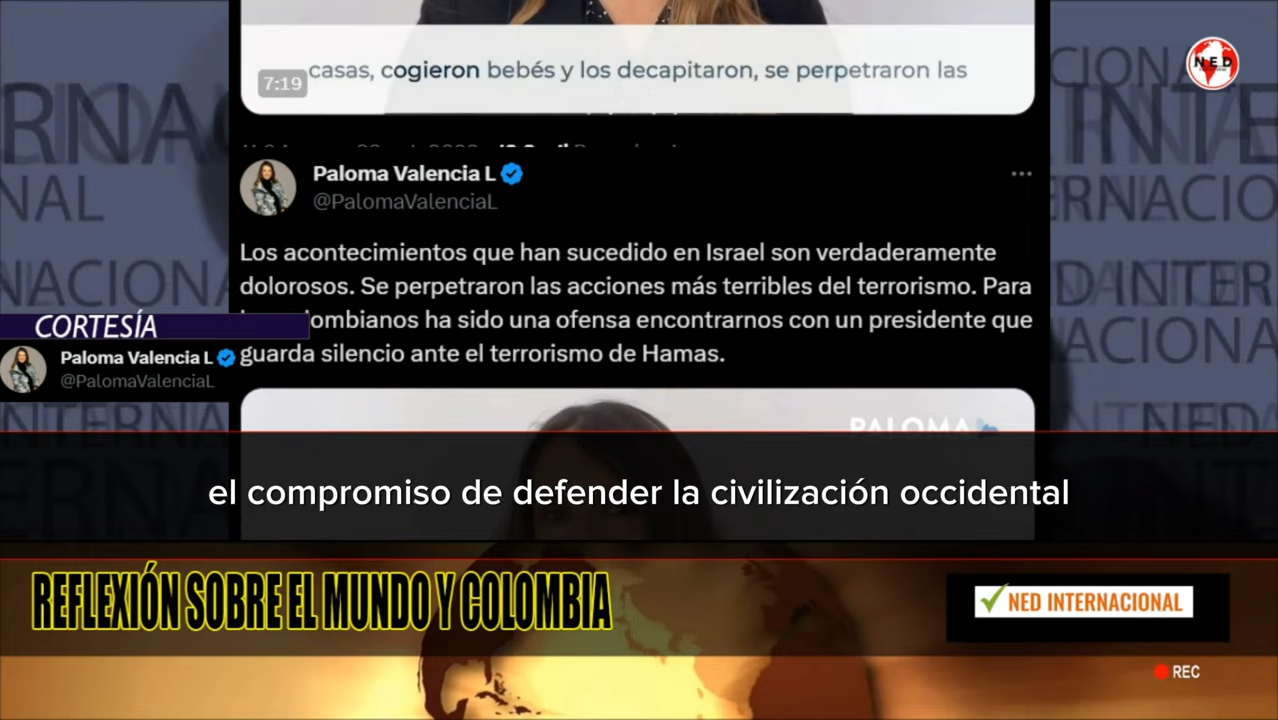 casas, cogieron bebés y los decapitaron, se perpetraron las
7:19
NED
Paloma Valencia L
@PalomaValenciaL
Los acontecimientos que han sucedido en Israel son verdaderamente
dolorosos. Se perpetraron las acciones más terribles del terrorismo. Para
ombianos ha sido una ofensa encontrarnos con un presidente que
guarda silencio ante el terrorismo de Hamas.
CORTESÍA
Paloma Valencia L
@PalomaValenciaL
PALOMA
el compromiso de defender la civilización occidental
REFLEXIÓN SOBRE EL MUNDO Y COLOMBIA
NED INTERNACIONAL
REC